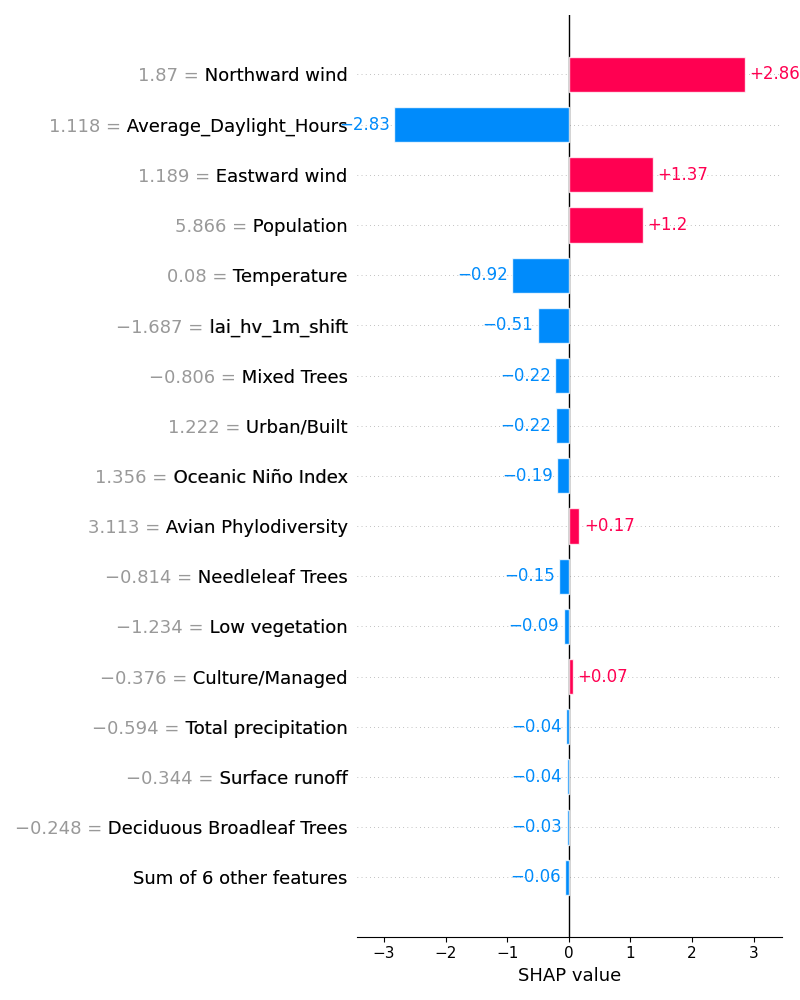 1.87 = Northward wind +2.86
1.118 = Average_Daylight_Hours −2.83
1.189 = Eastward wind +1.37
5.866 = Population +1.2
0.08 = Temperature −0.92
−1.687 = lai_hv_1m_shift −0.51
−0.806 = Mixed Trees −0.22
1.222 = Urban/Built −0.22
1.356 = Oceanic Niño Index −0.19
3.113 = Avian Phylodiversity +0.17
−0.814 = Needleleaf Trees −0.15
−1.234 = Low vegetation −0.09
−0.376 = Culture/Managed +0.07
−0.594 = Total precipitation −0.04
−0.344 = Surface runoff −0.04
−0.248 = Deciduous Broadleaf Trees −0.03
Sum of 6 other features −0.06
−3 −2 −1 0 1 2 3
SHAP value